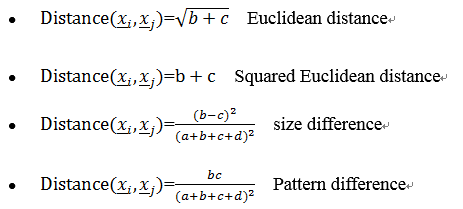 • Distance(x_i,x_j)=√(b + c) Euclidean distance↵
• Distance(x_i,x_j)=b + c Squared Euclidean distance↵
• Distance(x_i,x_j)=(b−c)²/(a+b+c+d)² size difference↵
• Distance(x_i,x_j)=bc/(a+b+c+d)² Pattern difference↵